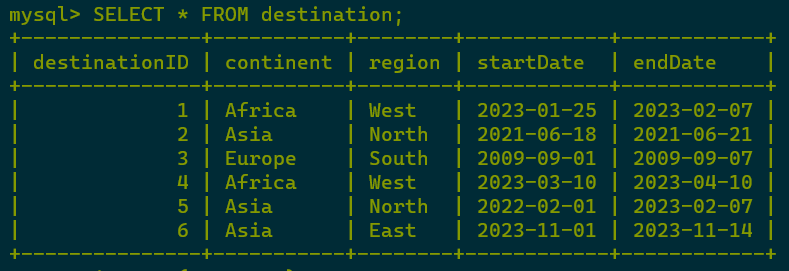 mysql> SELECT * FROM destination;
+---------------+-----------+--------+------------+------------+
| destinationID | continent | region | startDate  | endDate    |
+---------------+-----------+--------+------------+------------+
|             1 | Africa    | West   | 2023-01-25 | 2023-02-07 |
|             2 | Asia      | North  | 2021-06-18 | 2021-06-21 |
|             3 | Europe    | South  | 2009-09-01 | 2009-09-07 |
|             4 | Africa    | West   | 2023-03-10 | 2023-04-10 |
|             5 | Asia      | North  | 2022-02-01 | 2023-02-07 |
|             6 | Asia      | East   | 2023-11-01 | 2023-11-14 |
+---------------+-----------+--------+------------+------------+